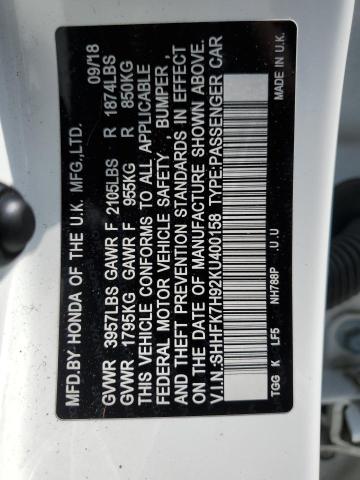 MFD.BY HONDA OF THE U.K. MFG.,LTD. 09/18
GVWR 3957LBS GAWR F 2105LBS R 1874LBS
GVWR 1795KG GAWR F 955KG R 850KG
THIS VEHICLE CONFORMS TO ALL APPLICABLE
FEDERAL MOTOR VEHICLE SAFETY, BUMPER,
AND THEFT PREVENTION STANDARDS IN EFFECT
ON THE DATE OF MANUFACTURE SHOWN ABOVE.
V.I.N.:SHHFK7H92KU400158 TYPE:PASSENGER CAR
TGG K LF5 NH788P .U .U MADE IN U.K.